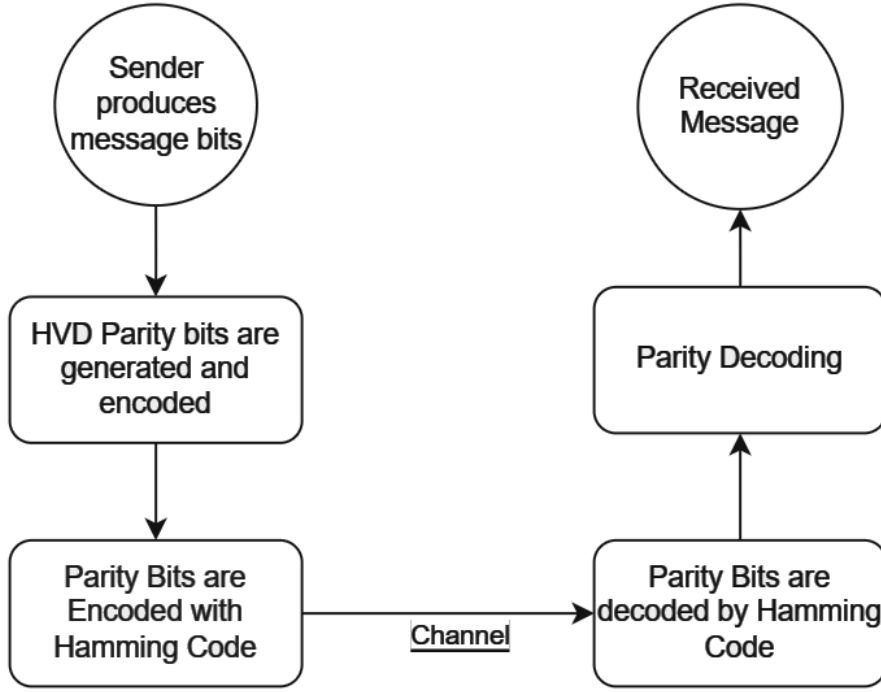 Sender
produces
message bits
HVD Parity bits are
generated and
encoded
Parity Bits are
Encoded with
Hamming Code
Channel
Parity Bits are
decoded by Hamming
Code
Parity Decoding
Received
Message